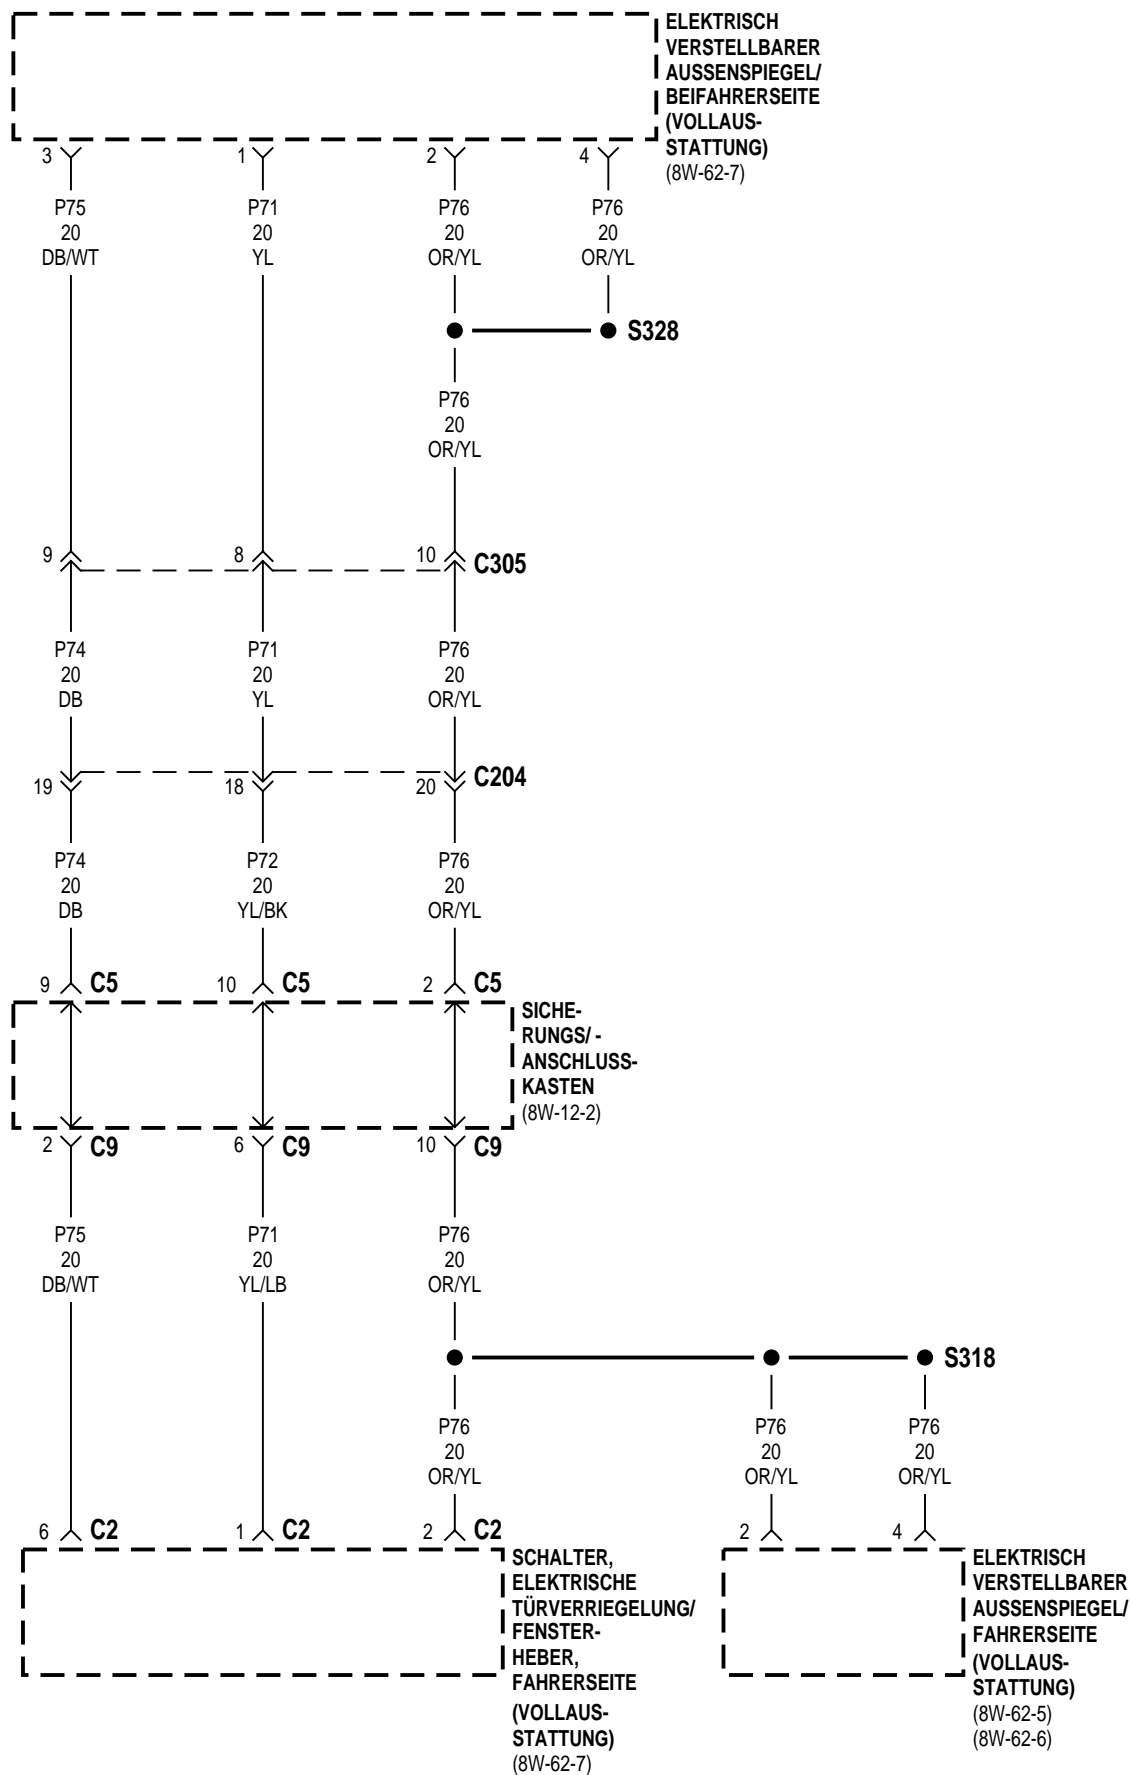 ELEKTRISCH
VERSTELLBARER
AUSSENSPIEGEL/
BEIFAHRERSEITE
(VOLLAUS-
STATTUNG)
(8W-62-7)
3 1 2 4
P75 P71 P76 P76
20 20 20 20
DB/WT YL OR/YL OR/YL
S328
P76
20
OR/YL
9 8 10 C305
P74 P71 P76
20 20 20
DB YL OR/YL
19 18 20 C204
P74 P72 P76
20 20 20
DB YL/BK OR/YL
9 C5 10 C5 2 C5
SICHE-
RUNGS/ -
ANSCHLUSS-
KASTEN
(8W-12-2)
2 C9 6 C9 10 C9
P75 P71 P76
20 20 20
DB/WT YL/LB OR/YL
S318
P76 P76 P76
20 20 20
OR/YL OR/YL OR/YL
6 C2 1 C2 2 C2 2 4
SCHALTER,
ELEKTRISCHE
TÜRVERRIEGELUNG/
FENSTER-
HEBER,
FAHRERSEITE
(VOLLAUS-
STATTUNG)
(8W-62-7)
ELEKTRISCH
VERSTELLBARER
AUSSENSPIEGEL/
FAHRERSEITE
(VOLLAUS-
STATTUNG)
(8W-62-5)
(8W-62-6)